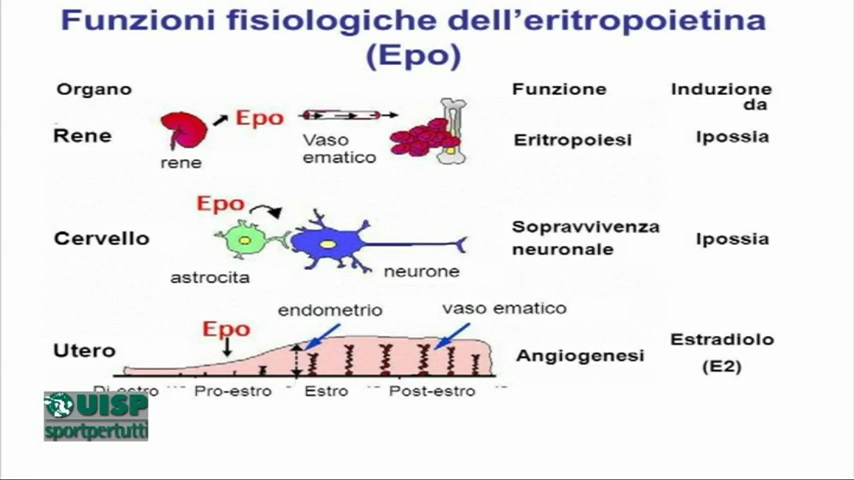 Funzioni fisiologiche dell'eritropoietina
(Epo)
Organo
Funzione
Induzione
da
Rene
rene
Epo
Vaso
ematico
Eritropoiesi
Ipossia
Epo
Cervello
astrocita
neurone
Sopravvivenza
neuronale
Ipossia
endometrio
vaso ematico
Epo
Utero
Angiogenesi
Estradiolo
(E2)
Di-estro
Pro-estro
Estro
Post-estro
UISP
sportpertutti